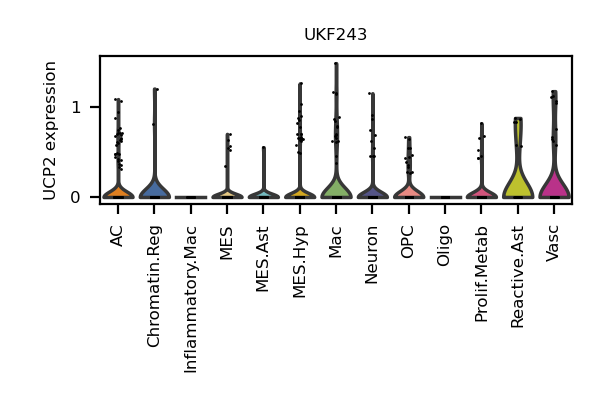 UKF243
UCP2 expression
1
0
AC
Chromatin.Reg
Inflammatory.Mac
MES
MES.Ast
MES.Hyp
Mac
Neuron
OPC
Oligo
Prolif.Metab
Reactive.Ast
Vasc